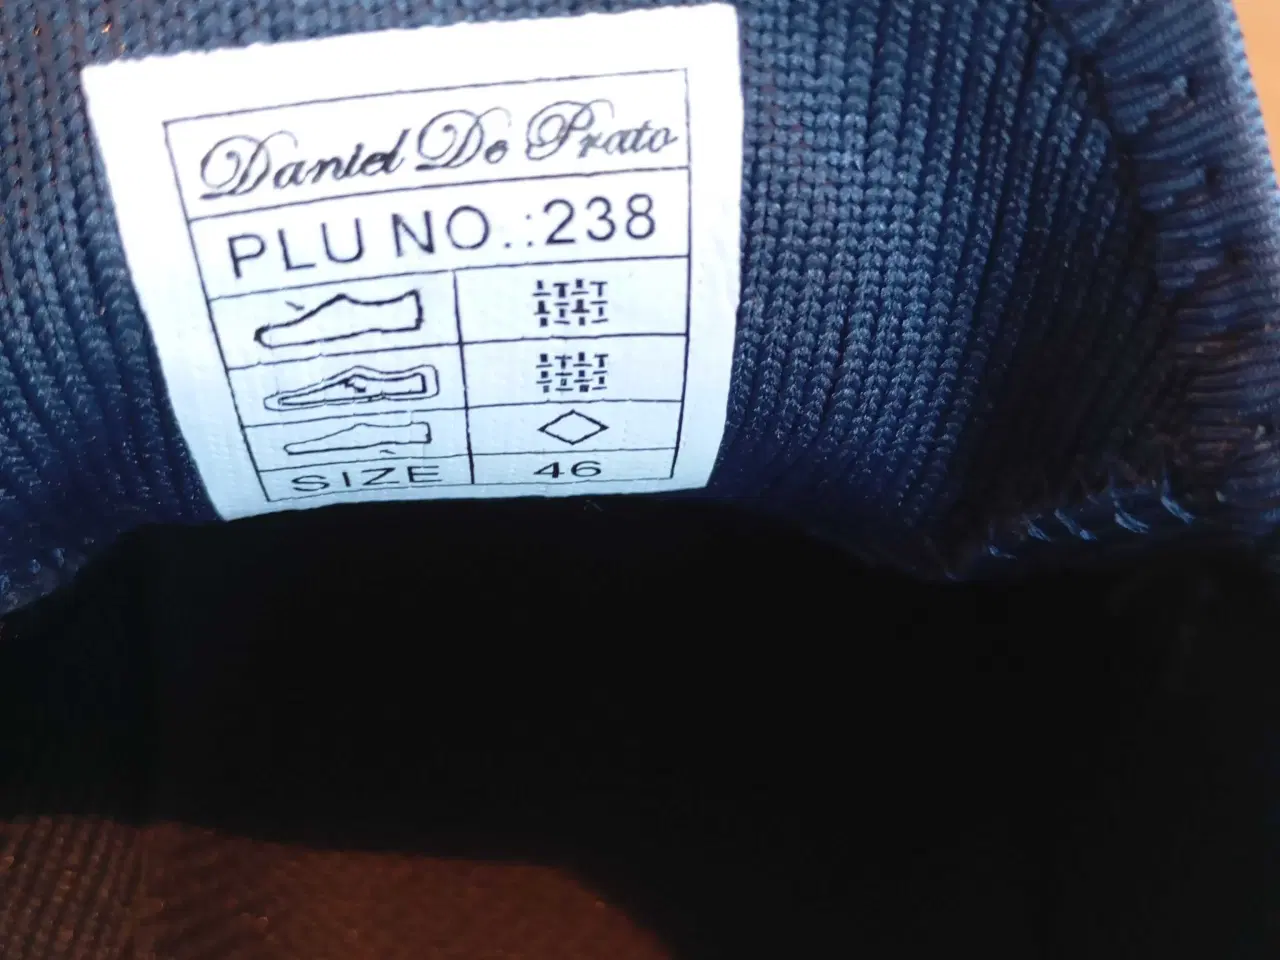 Daniel De Prato
PLU NO.:238
SIZE 46